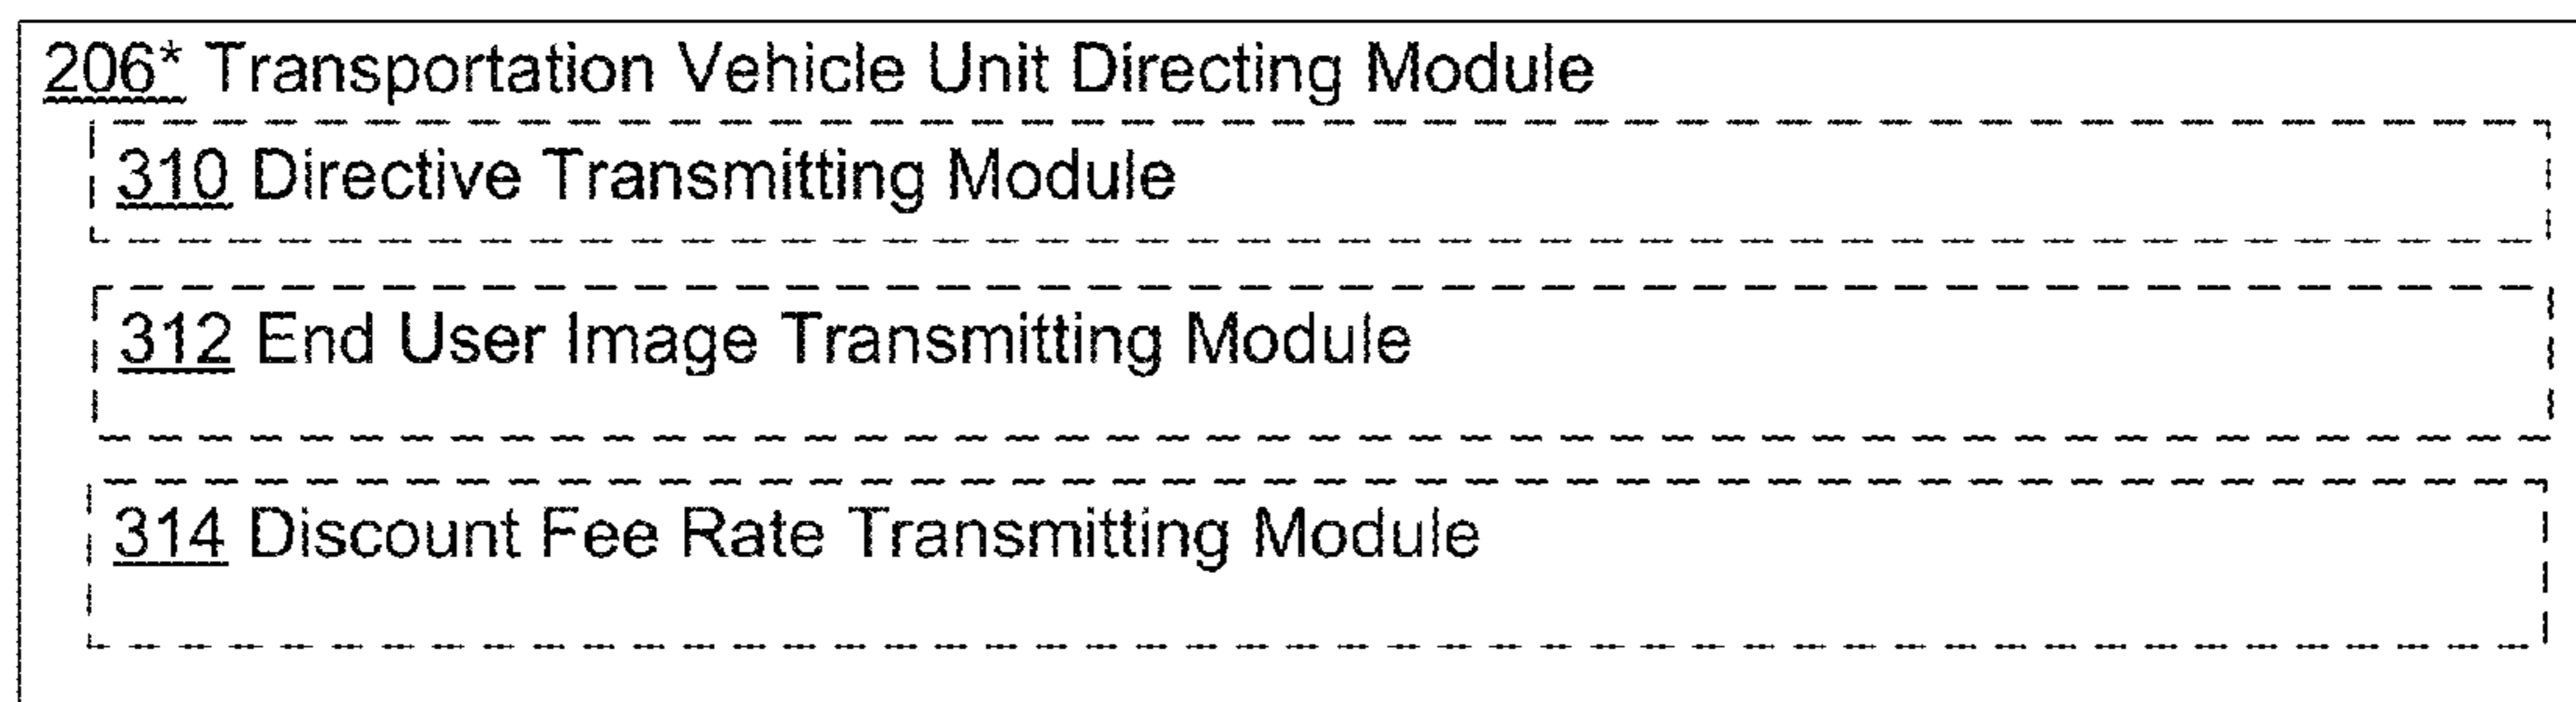 206* Transportation Vehicle Unit Directing Module
310 Directive Transmitting Module
312 End User Image Transmitting Module
314 Discount Fee Rate Transmitting Module